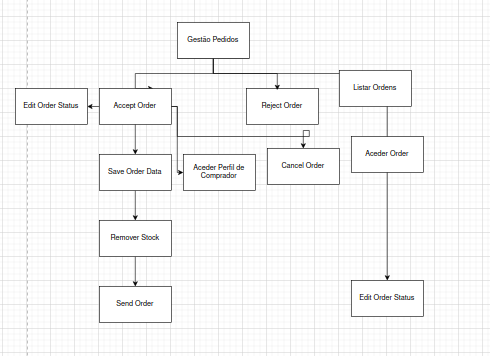 Gestão Pedidos
Listar Ordens
Edit Order Status
Accept Order
Reject Order
Save Order Data
Aceder Perfil de
Comprador
Cancel Order
Aceder Order
Remover Stock
Send Order
Edit Order Status